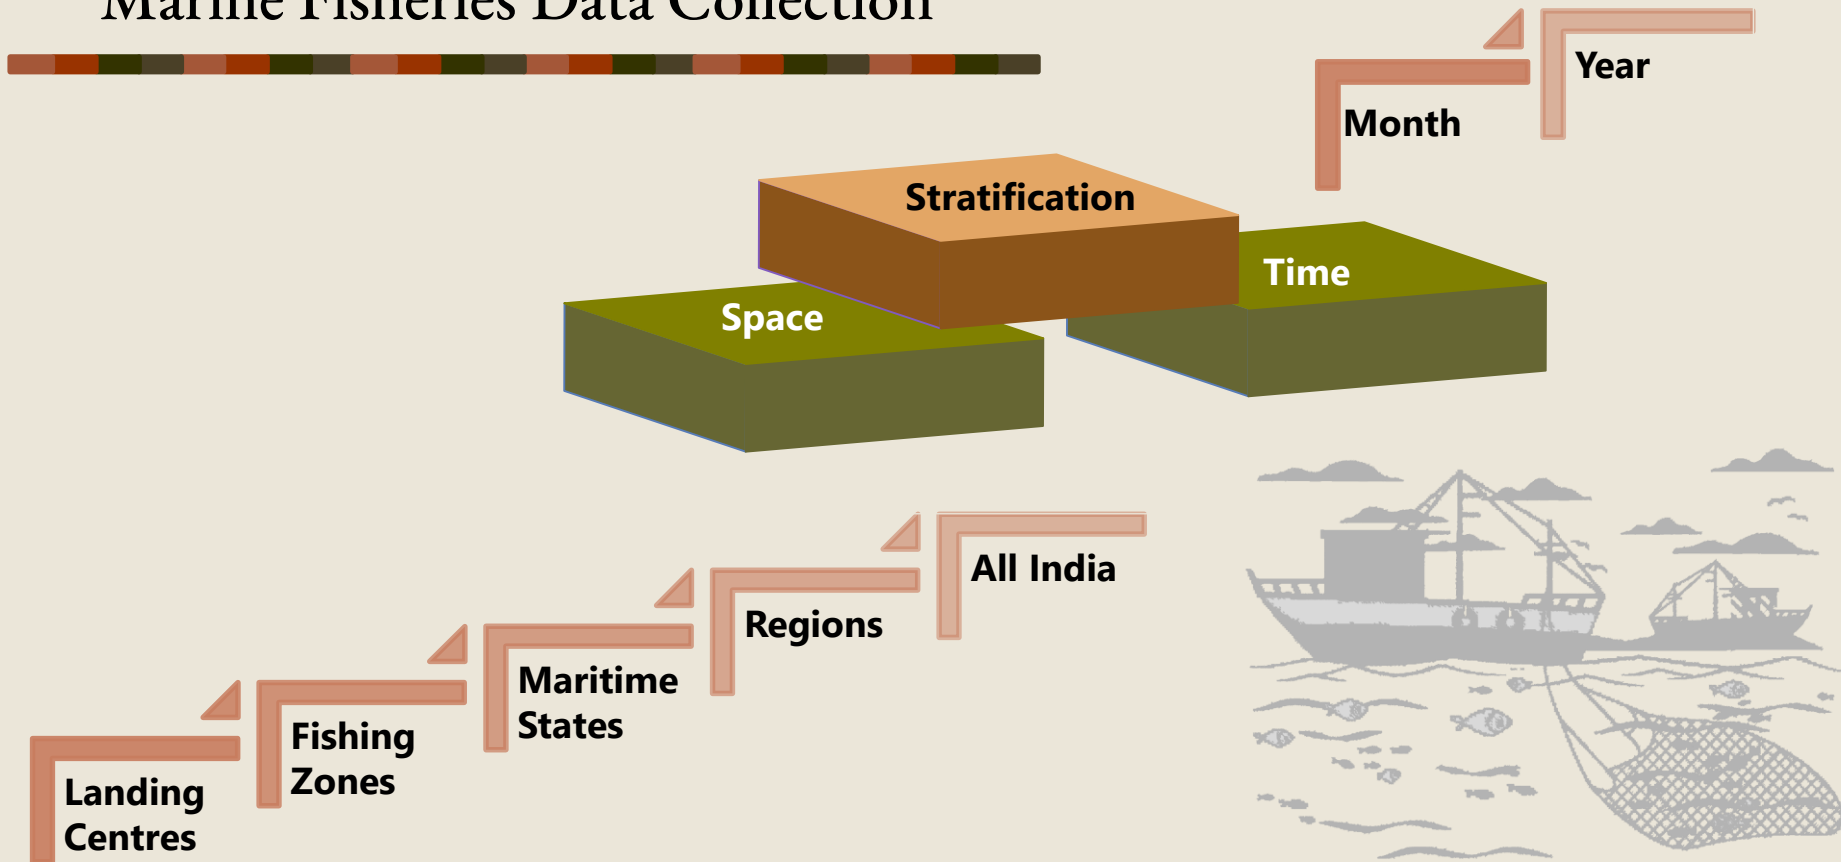 Marine Fisheries Data Collection
Year
Month
Stratification
Time
Space
All India
Regions
Maritime
States
Fishing
Zones
Landing
Centres